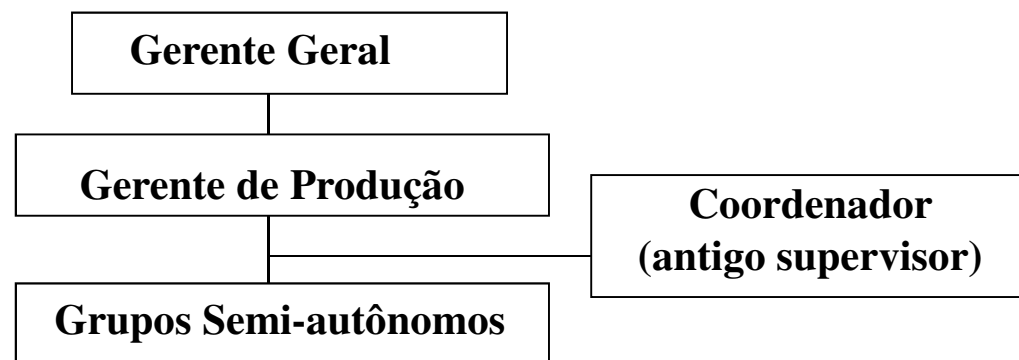 Gerente Geral
Gerente de Produção
Coordenador
(antigo supervisor)
Grupos Semi-autônomos